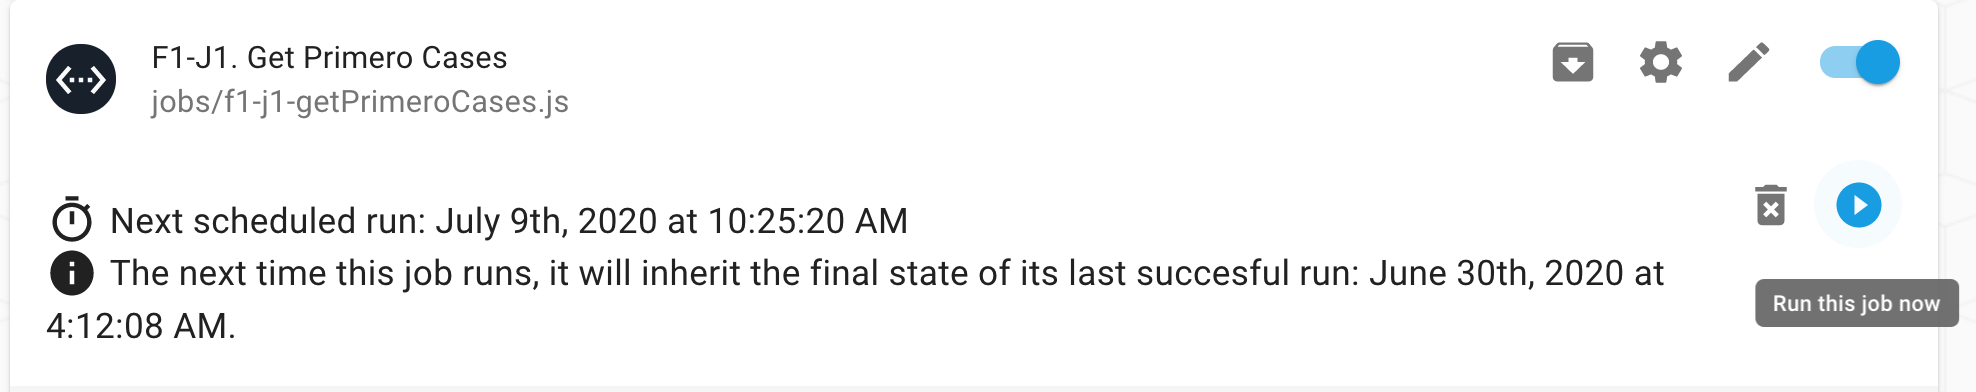 F1-J1. Get Primero Cases
jobs/f1-j1-getPrimeroCases.js
Next scheduled run: July 9th, 2020 at 10:25:20 AM
The next time this job runs, it will inherit the final state of its last succesful run: June 30th, 2020 at
4:12:08 AM.
Run this job now